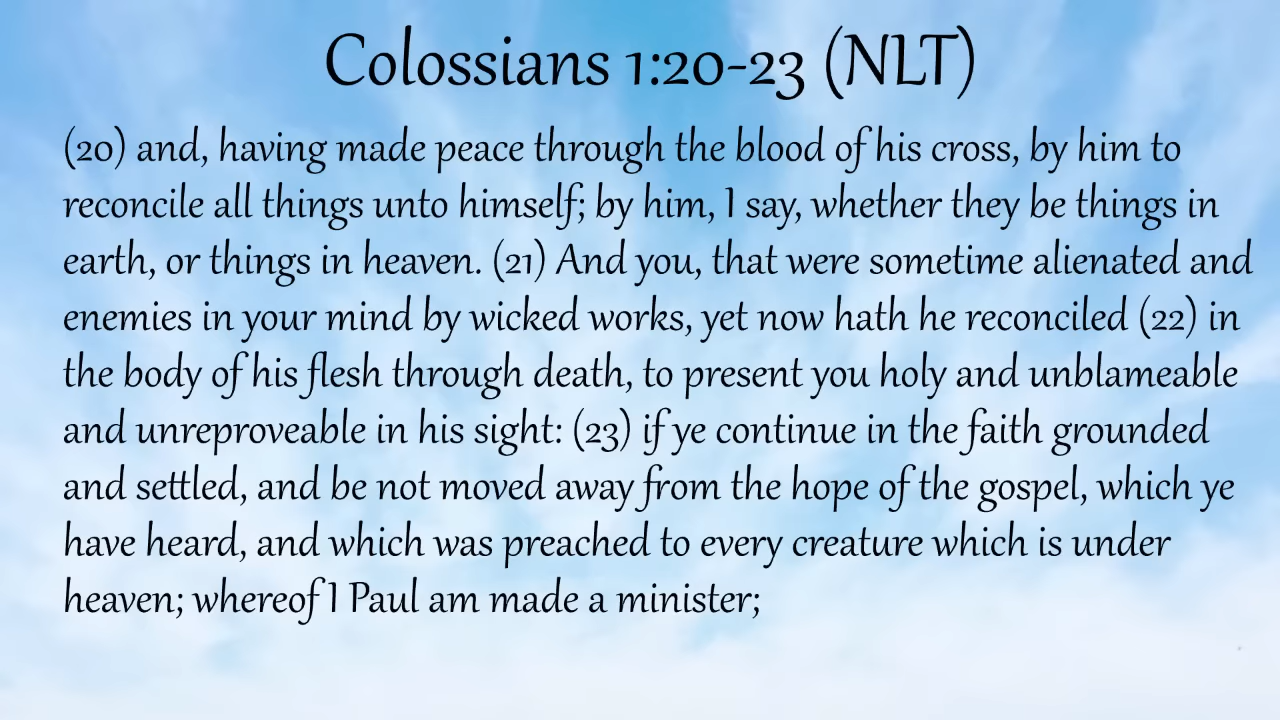 Colossians 1:20-23 (NLT)
(20) and, having made peace through the blood of his cross, by him to
reconcile all things unto himself; by him, I say, whether they be things in
earth, or things in heaven. (21) And you, that were sometime alienated and
enemies in your mind by wicked works, yet now hath he reconciled (22) in
the body of his flesh through death, to present you holy and unblameable
and unreproveable in his sight: (23) if ye continue in the faith grounded
and settled, and be not moved away from the hope of the gospel, which ye
have heard, and which was preached to every creature which is under
heaven; whereof I Paul am made a minister;